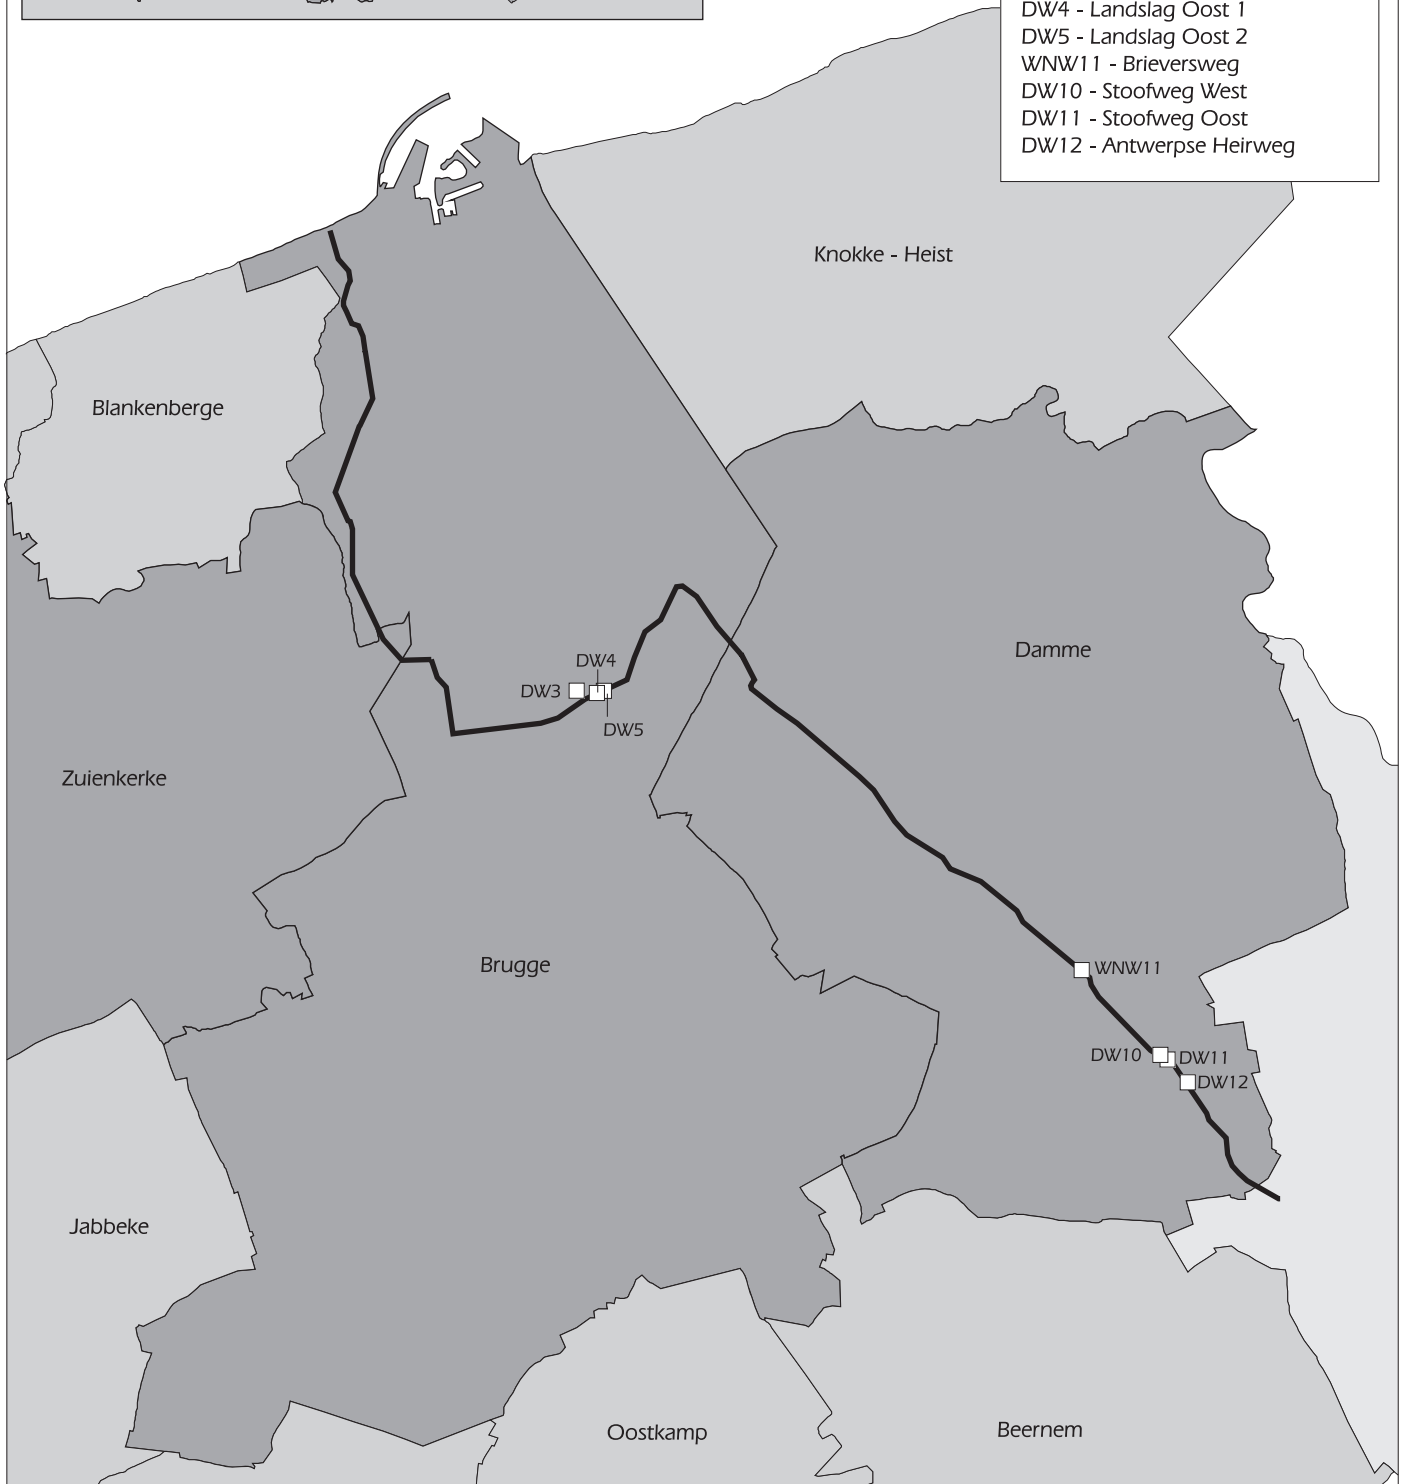 DW4 - Landslag Oost 1
DW5 - Landslag Oost 2
WNW11 - Brieversweg
DW10 - Stoofweg West
DW11 - Stoofweg Oost
DW12 - Antwerpse Heirweg
Knokke - Heist
Blankenberge
Damme
DW4
DW3
DW5
Zuienkerke
Brugge
WNW11
DW10
DW11
DW12
Jabbeke
Oostkamp
Beernem